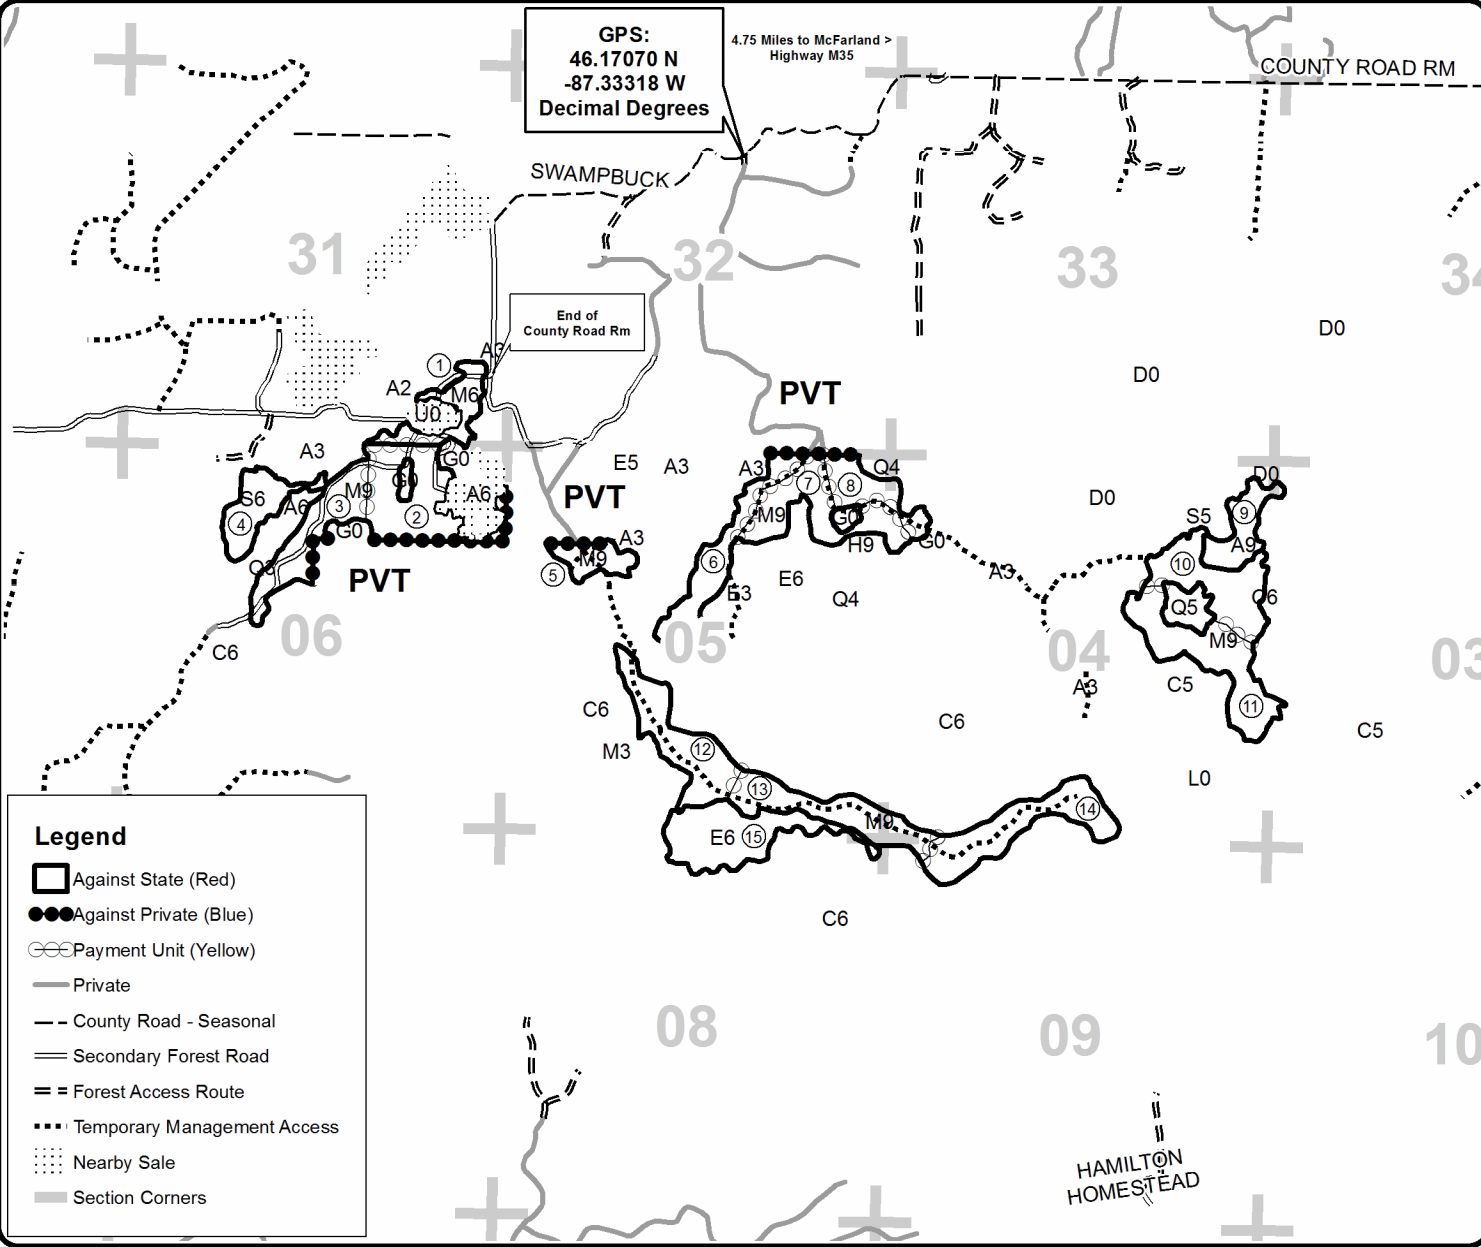 GPS:
46.17070 N
-87.33318 W
Decimal Degrees
4.75 Miles to McFarland >
Highway M35
COUNTY ROAD RM
SWAMPBUCK
31
32
33
34
End of
County Road Rm
D0
D0
A3
1
A2
M6
U0
PVT
A3
G0
E5
A3
A3
Q4
D0
D0
S6
A6
M9
G0
A6
PVT
7
8
4
3
2
M9
G0
H9
G0
S5
9
A9
G0
A3
M9
5
6
10
Q3
PVT
E3
E6
Q4
A3
Q5
C6
M9
06
05
04
03
C6
C6
M3
C6
A3
C5
11
C5
12
13
L0
14
M9
E6
15
C6
Legend
Against State (Red)
Against Private (Blue)
Payment Unit (Yellow)
Private
County Road - Seasonal
Secondary Forest Road
Forest Access Route
Temporary Management Access
Nearby Sale
Section Corners
08
09
10
HAMILTON
HOMESTEAD